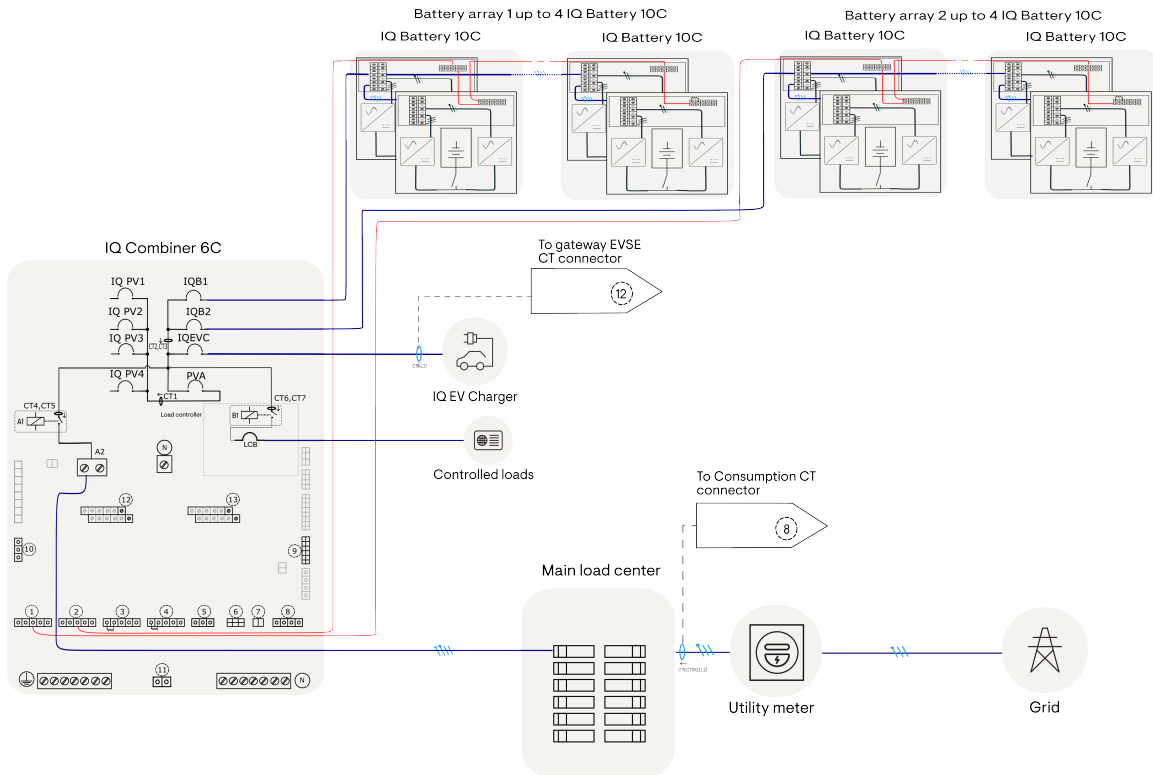 Battery array 1 up to 4 IQ Battery 10C
Battery array 2 up to 4 IQ Battery 10C
IQ Battery 10C
IQ Battery 10C
IQ Battery 10C
IQ Battery 10C
IQ Combiner 6C
To gateway EVSE
CT connector
12
IQ PV1
IQB1
IQ PV2
IQB2
IQ PV3
CT2,CT3
IQEVC
IQ PV4
PVA
CT1
IQ EV Charger
CT4,CT5
A1
Load controller
CT6,CT7
B1
LCB
Controlled loads
A2
N
To Consumption CT
connector
8
12
13
10
9
Main load center
1
2
3
4
5
6
7
8
11
N
Utility meter
Grid